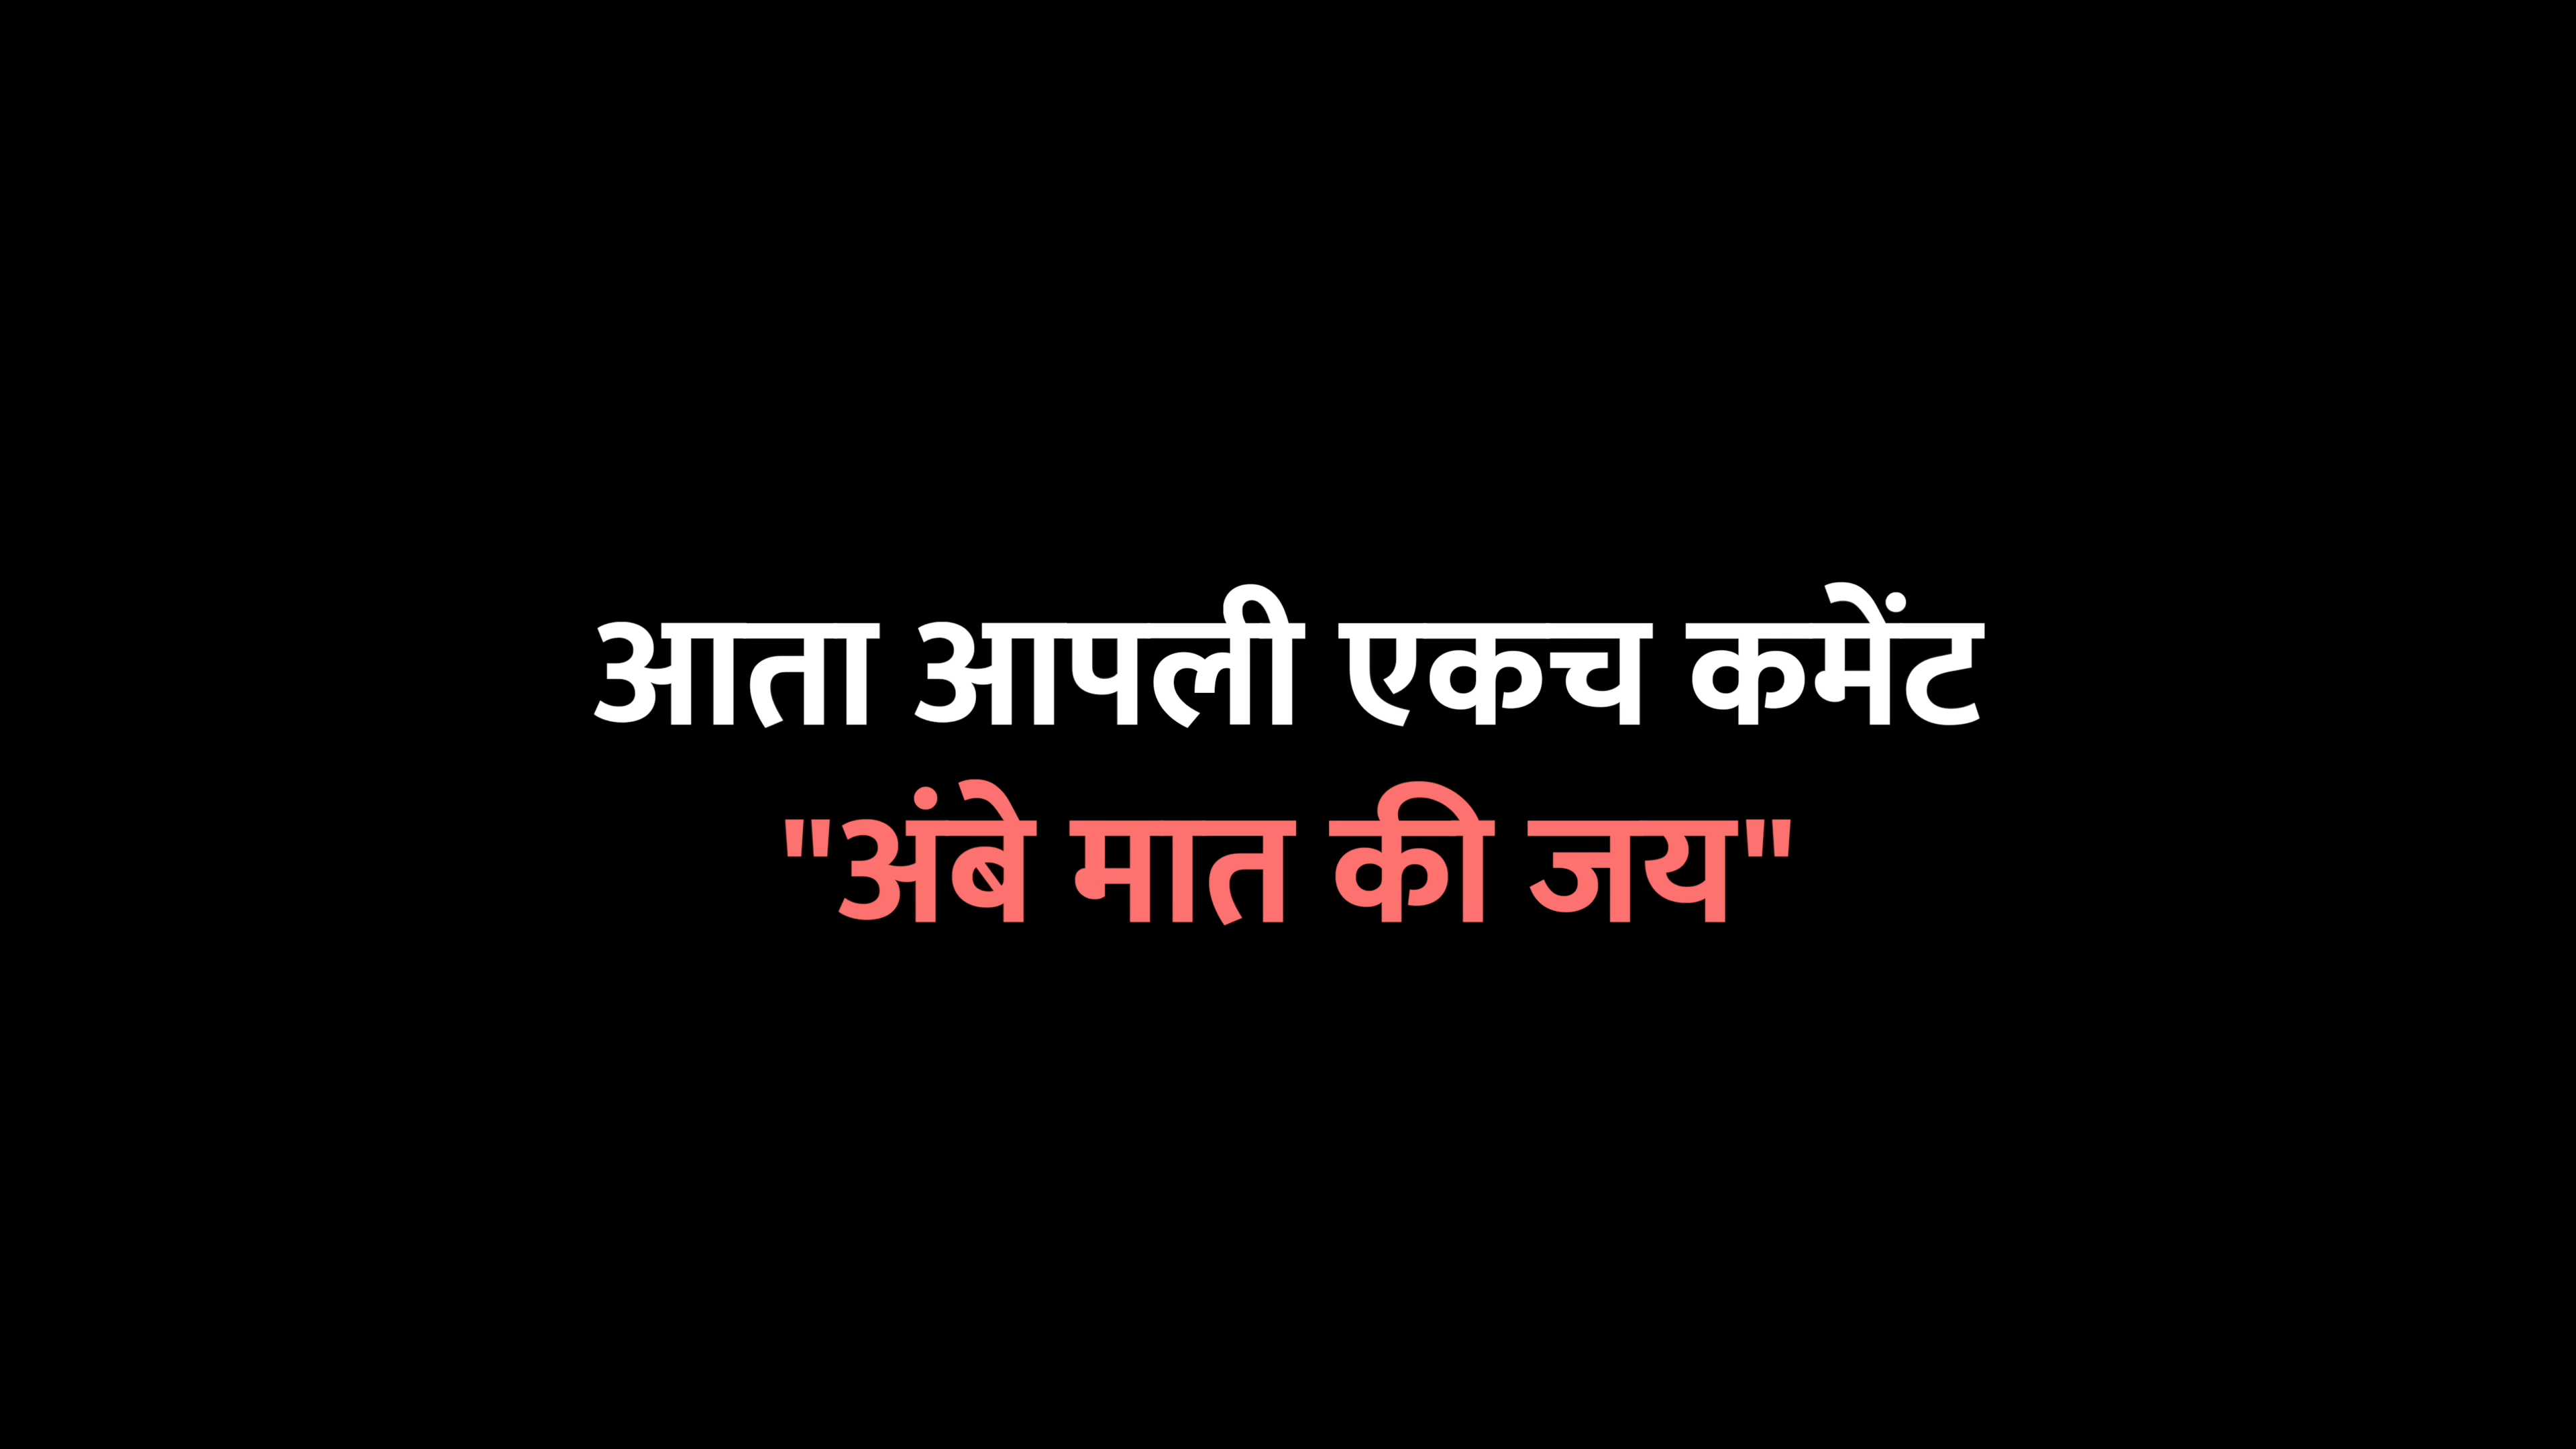 आता आपली एकच कमेंट
"अंबे मात की जय"